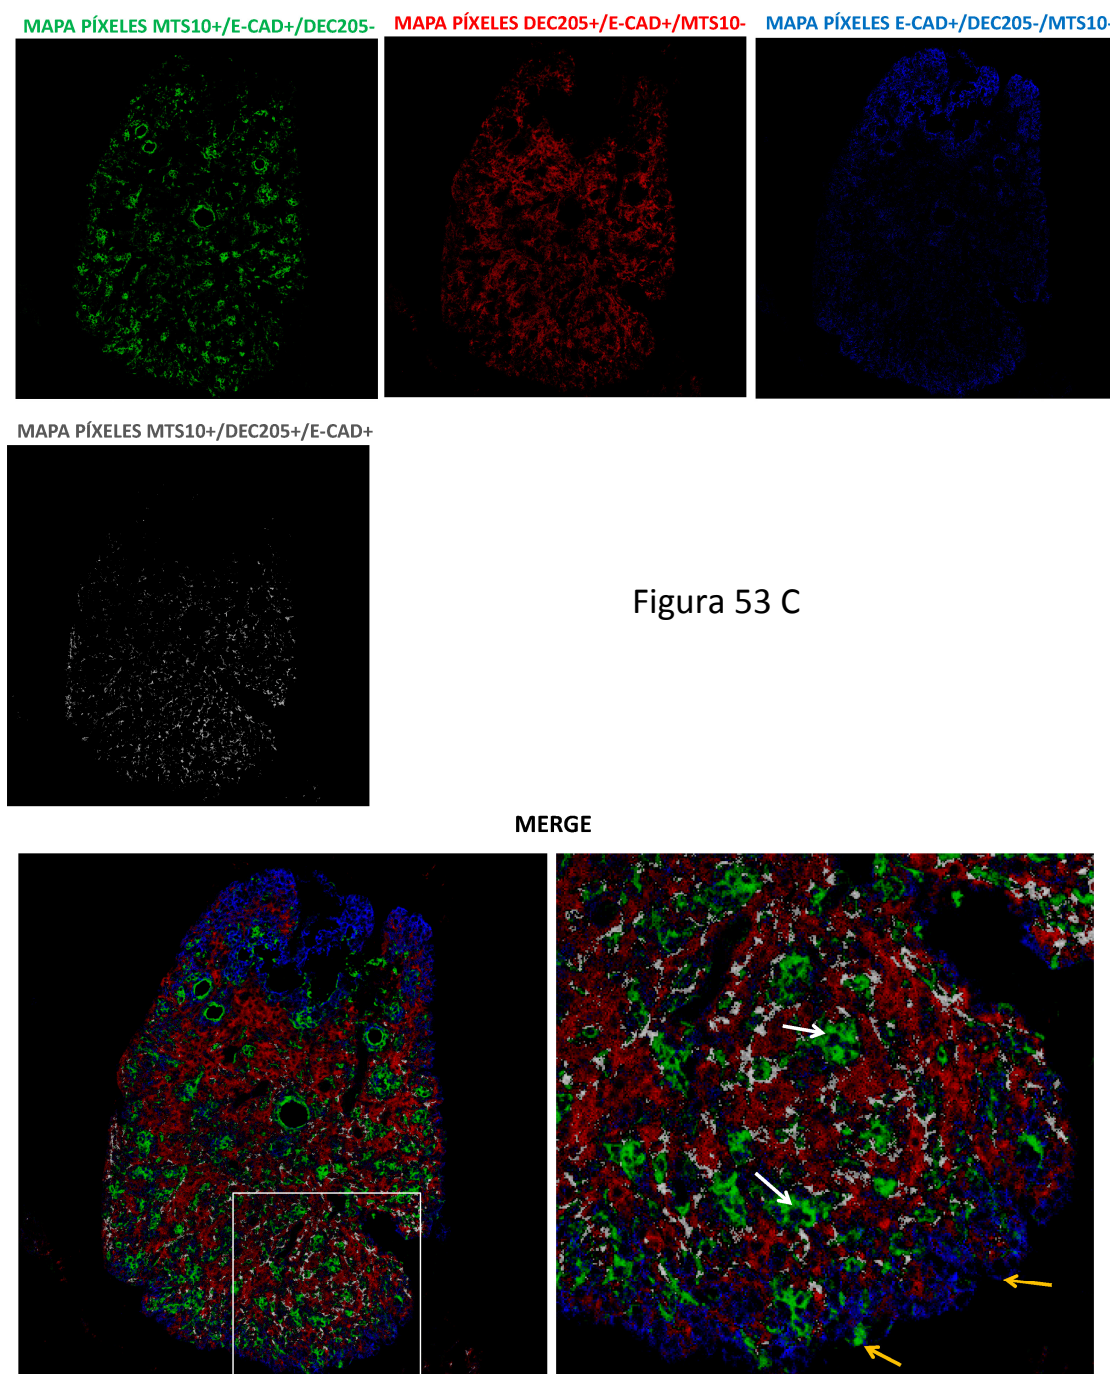 MAPA PÍXELES MTS10+/E-CAD+/DEC205-
MAPA PÍXELES DEC205+/E-CAD+/MTS10-
MAPA PÍXELES E-CAD+/DEC205-/MTS10-
MAPA PÍXELES MTS10+/DEC205+/E-CAD+
Figura 53 C
MERGE